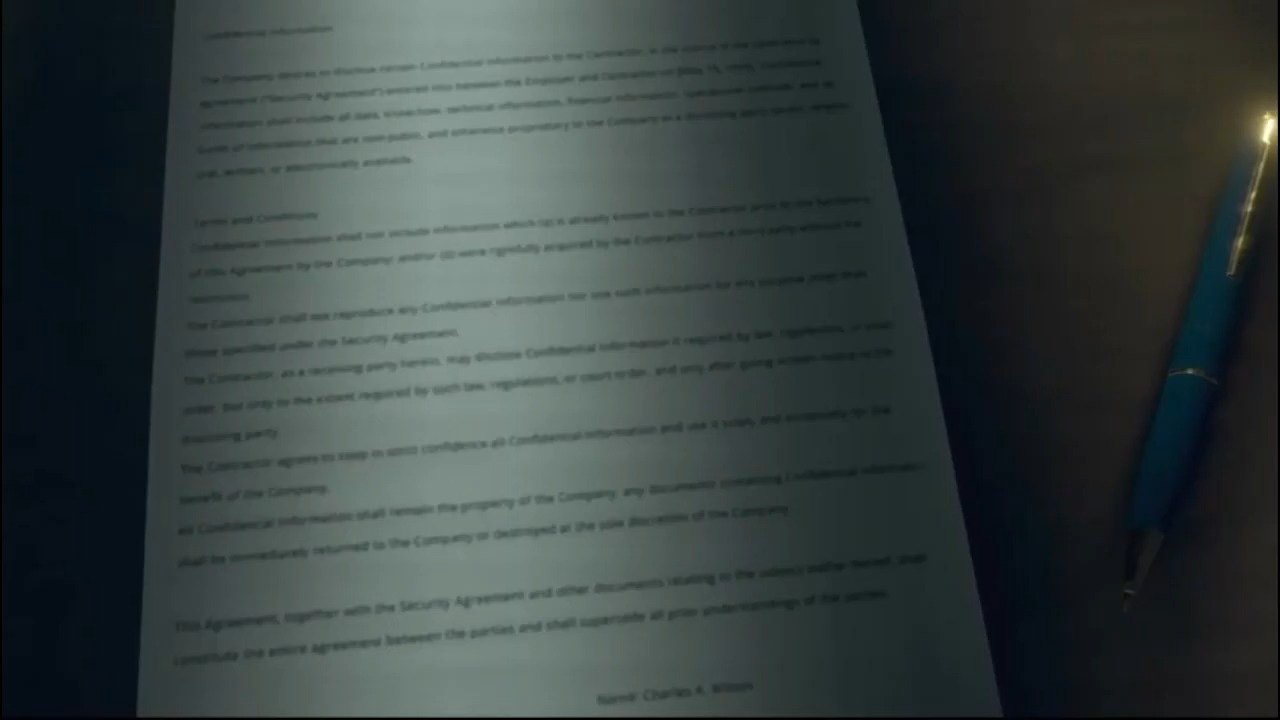 Confidential Information
The Company desires to disclose certain Confidential Information to the Contractor, in the course of the
Agreement ("Security Agreement") entered into between the Employer and Contractor on
Information shall include all data, know-how, technical information, financial information, operational methods, and all
forms of information that are non-public, and otherwise proprietary to the Company as a disclosing party herein,
oral, written, or electronically available.
Terms and Conditions
Confidential Information shall not include information which (a) is already known to the Contractor prior to the
of this Agreement by the Company; and/or (b) were rightfully acquired by the Contractor from a third party without the
restriction.
The Contractor shall not reproduce any Confidential Information nor use such information for any purpose other than
those specified under the Security Agreement.
The Contractor, as a receiving party herein, may disclose Confidential Information if required by law, regulations, or court
order, but only to the extent required by such law, regulations, or court order, and only after giving written notice to the
disclosing party.
The Contractor agrees to keep in strict confidence all Confidential Information and use it solely and exclusively for the
benefit of the Company.
All Confidential Information shall remain the property of the Company; any documents containing Confidential Information
shall be immediately returned to the Company or destroyed at the sole discretion of the Company.
This Agreement, together with the Security Agreement and other documents relating to the subject matter hereof, shall
constitute the entire agreement between the parties and shall supersede all prior understandings of the parties.
Name: Charles A. Wilson